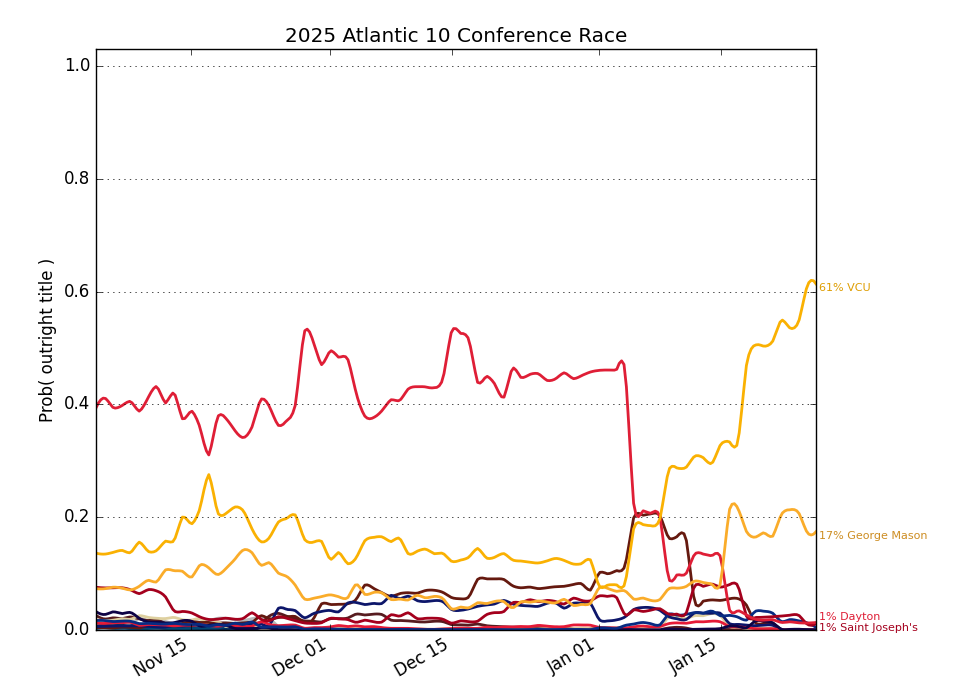 2025 Atlantic 10 Conference Race
Prob( outright title )
1.0
0.8
0.6
0.4
0.2
0.0
Nov 15
Dec 01
Dec 15
Jan 01
Jan 15
61% VCU
17% George Mason
1% Dayton
1% Saint Joseph's